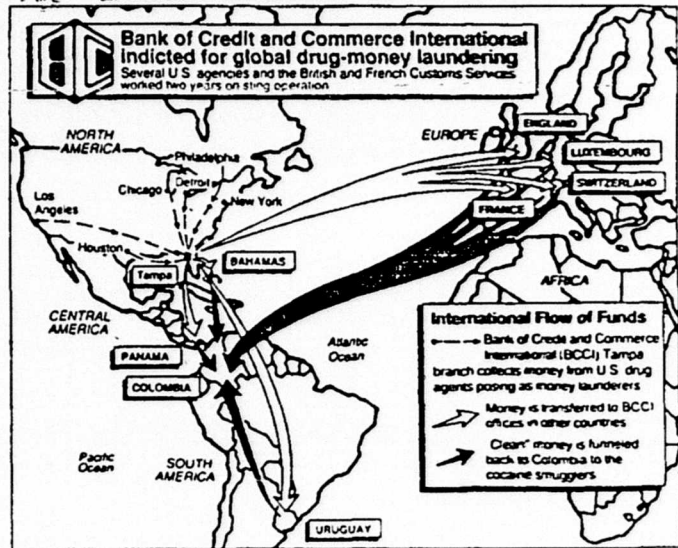 Bank of Credit and Commerce International
indicted for global drug-money laundering
Several U.S. agencies and the British and French Customs Services
worked two years on sting operation
NORTH
AMERICA
EUROPE
ENGLAND
LUXEMBOURG
SWITZERLAND
FRANCE
Philadelphia
Chicago
Detroit
New York
Los
Angeles
Houston
Tampa
BAHAMAS
AFRICA
CENTRAL
AMERICA
PANAMA
COLOMBIA
Atlantic
Ocean
Pacific
Ocean
SOUTH
AMERICA
URUGUAY
International Flow of Funds
Bank of Credit and Commerce
International (BCCI) Tampa
branch collects money from U.S. drug
agents posing as money launderers
Money is transferred to BCCI
offices in other countries
"Clean" money is funneled
back to Colombia to the
cocaine smugglers